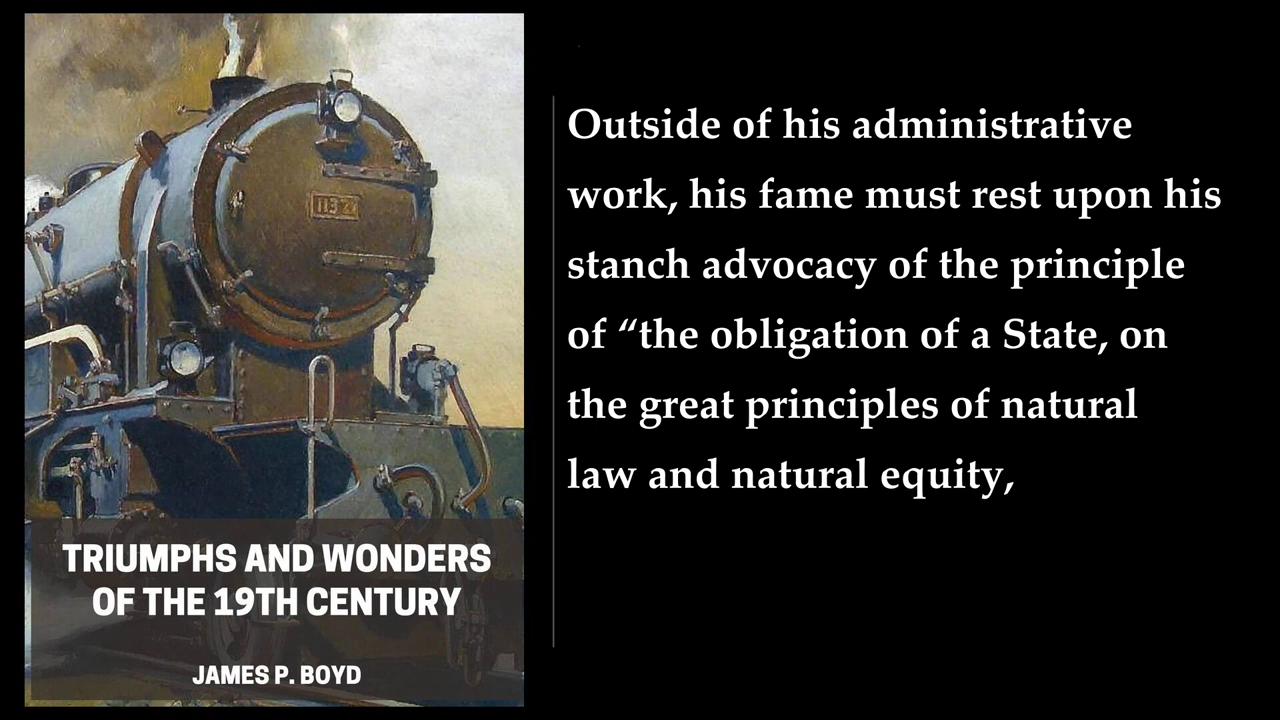 Outside of his administrative
work, his fame must rest upon his
stanch advocacy of the principle
of “the obligation of a State, on
the great principles of natural
law and natural equity,
TRIUMPHS AND WONDERS
OF THE 19TH CENTURY
JAMES P. BOYD